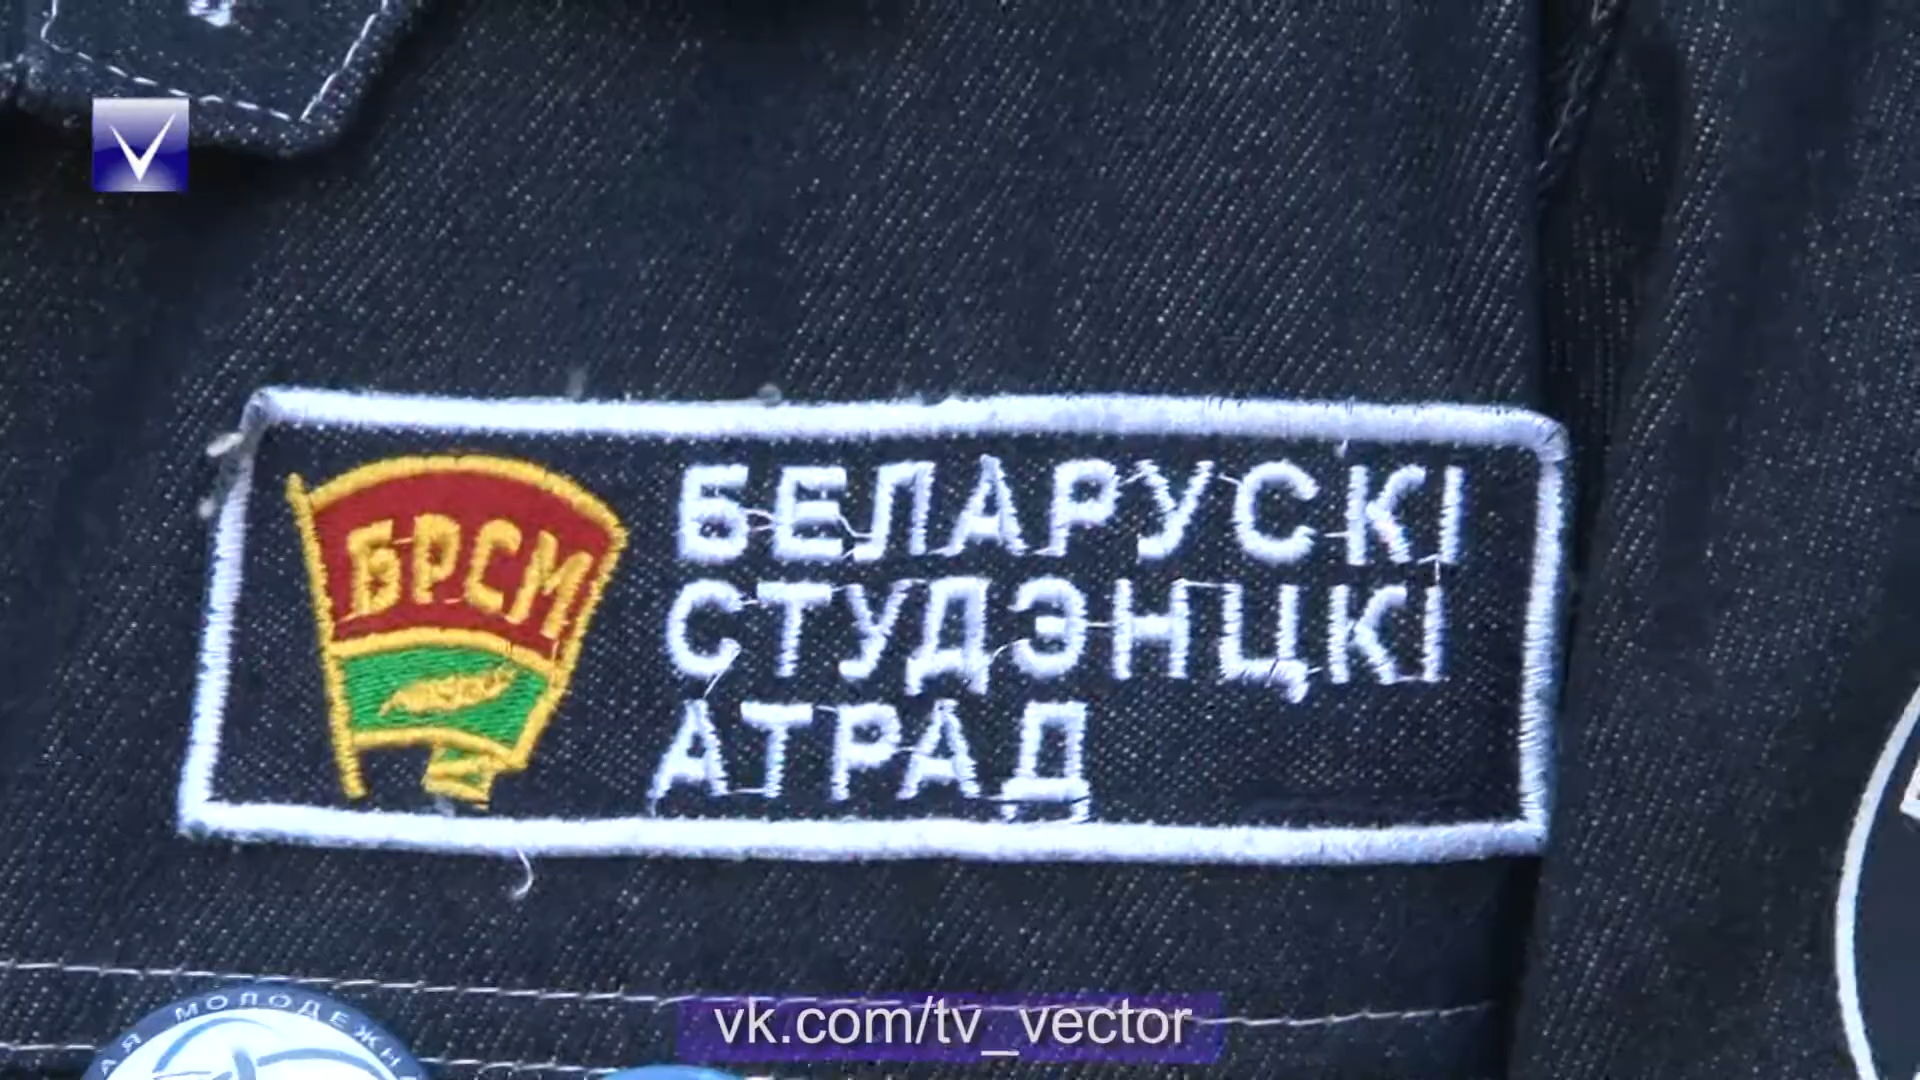 БРСМ
БЕЛАРУСКІ
СТУДЭНЦКІ
АТРАД
vk.com/tv_vector